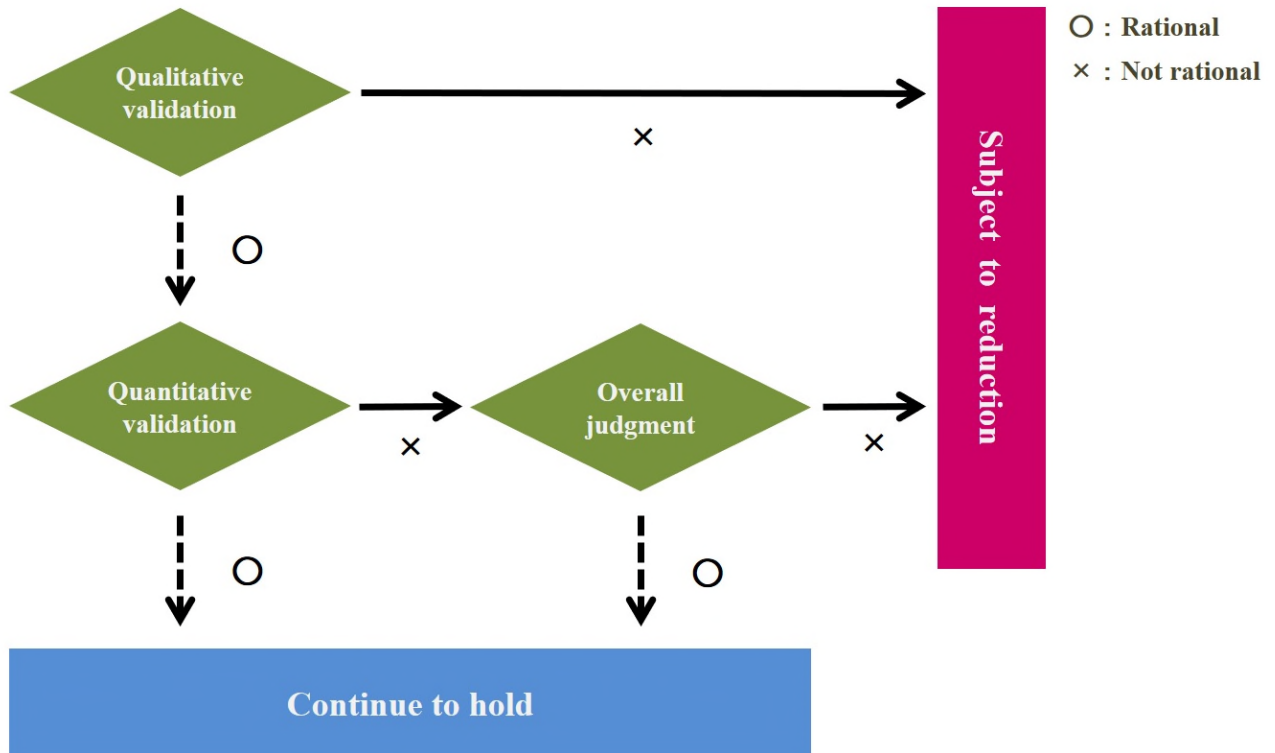 Qualitative
validation
○ : Rational
× : Not rational
×
Subject to reduction
○
Quantitative
validation
×
Overall
judgment
×
○
○
Continue to hold